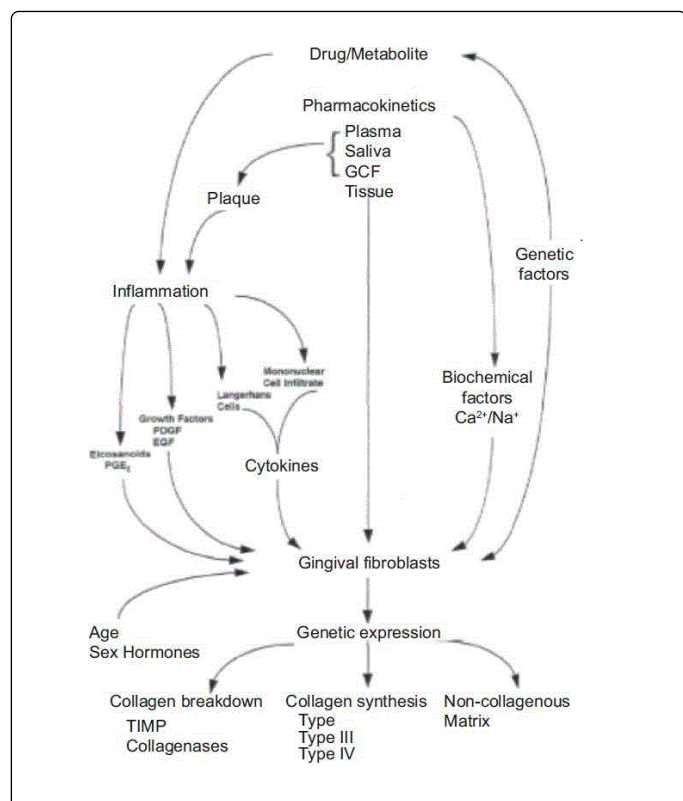 Drug/Metabolite
Pharmacokinetics
Plasma
Saliva
GCF
Tissue
Plaque
Genetic
factors
Inflammation
Mononuclear
Cell Infiltrate
Langerhans
Cells
Biochemical
factors
Ca²⁺/Na⁺
Growth Factors
PDGF
EGF
Eicosanoids
PGE₂
Cytokines
Gingival fibroblasts
Age
Sex Hormones
Genetic expression
Collagen breakdown
TIMP
Collagenases
Collagen synthesis
Type
Type III
Type IV
Non-collagenous
Matrix